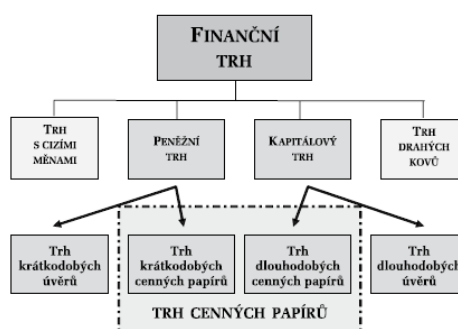 FINANČNÍ
TRH
TRH
S CIZÍMI
MĚNAMI
PENĚŽNÍ
TRH
KAPITÁLOVÝ
TRH
TRH
DRAHÝCH
KOVŮ
Trh
krátkodobých
úvěrů
Trh
krátkodobých
cenných papírů
Trh
dlouhodobých
cenných papírů
Trh
dlouhodobých
úvěrů
TRH CENNÝCH PAPÍRŮ